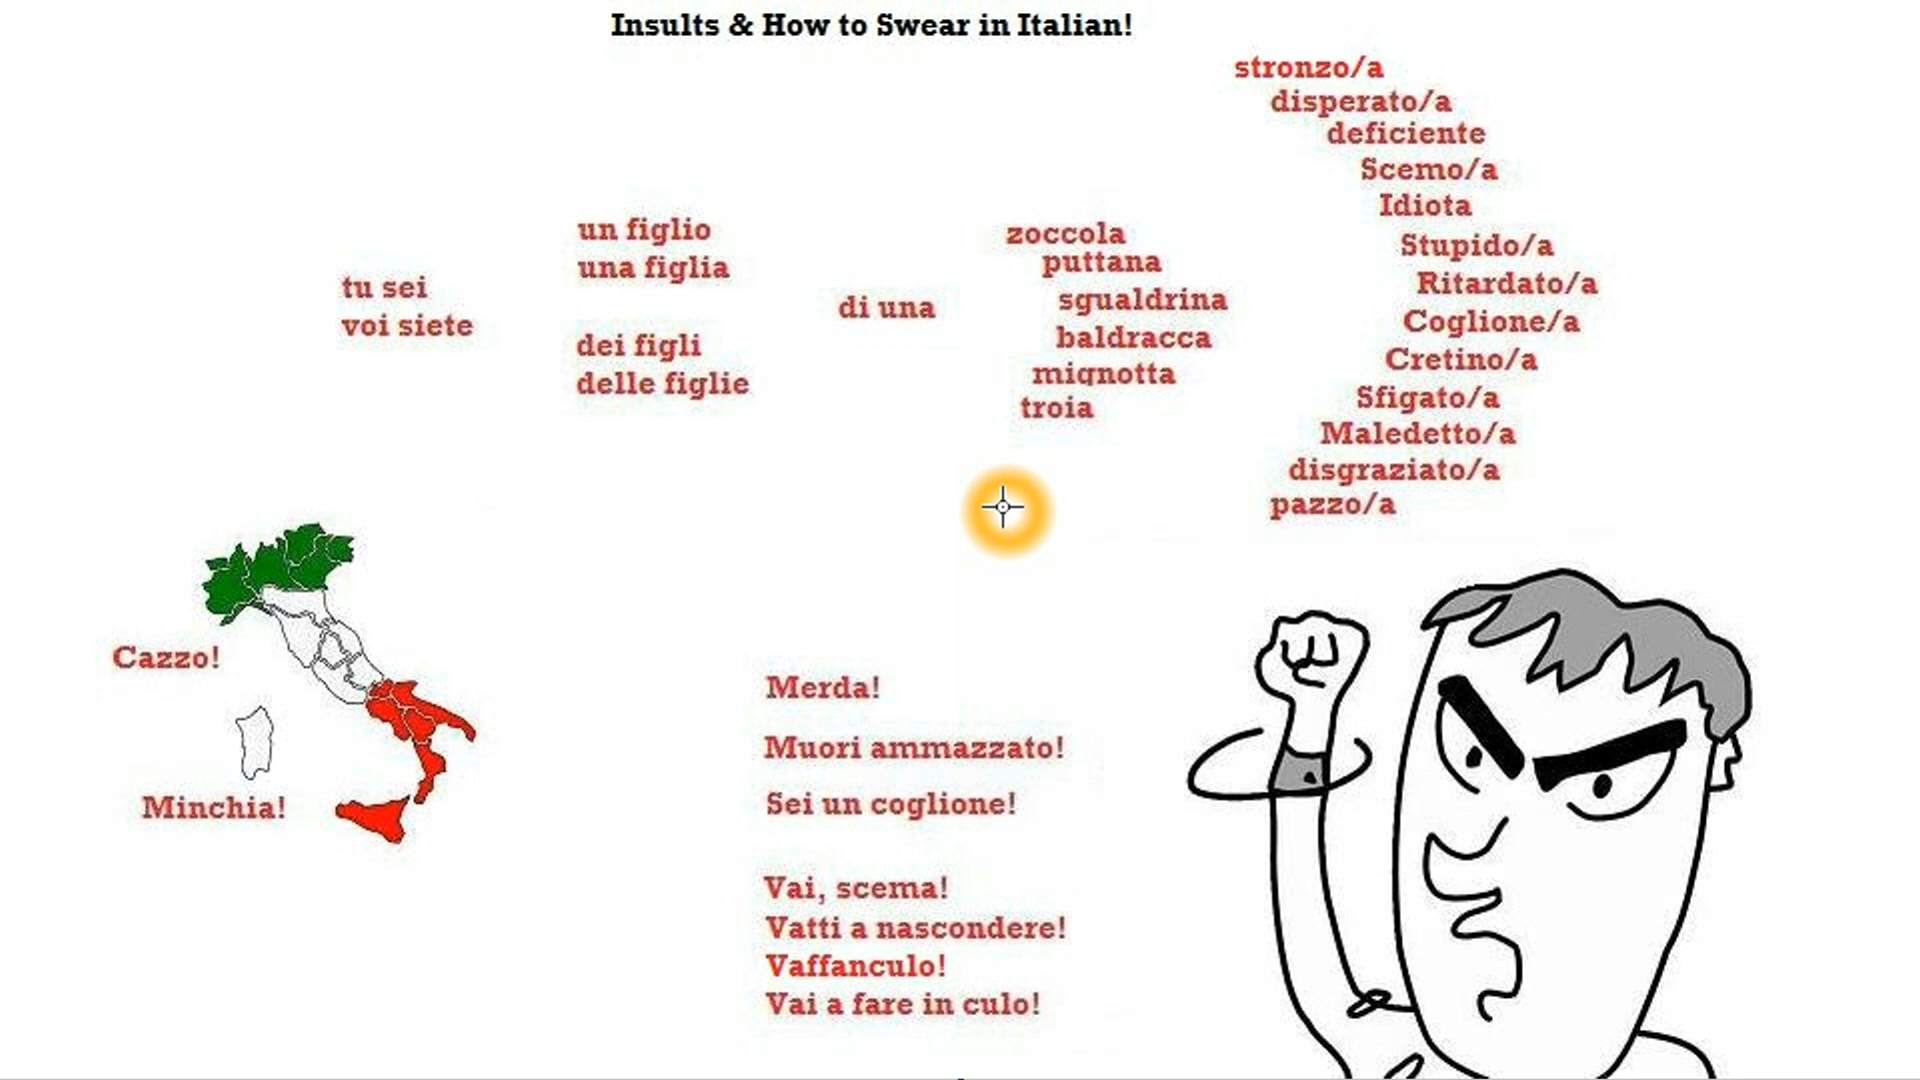 Insults & How to Swear in Italian!
tu sei
voi siete
un figlio
una figlia
dei figli
delle figlie
di una
zoccola
puttana
sgualdrina
baldracca
mignotta
troia
stronzo/a
disperato/a
deficiente
Scemo/a
Idiota
Stupido/a
Ritardato/a
Coglione/a
Cretino/a
Sfigato/a
Maledetto/a
disgraziato/a
pazzo/a
Cazzo!
Minchia!
Merda!
Muori ammazzato!
Sei un coglione!
Vai, scema!
Vatti a nascondere!
Vaffanculo!
Vai a fare in culo!